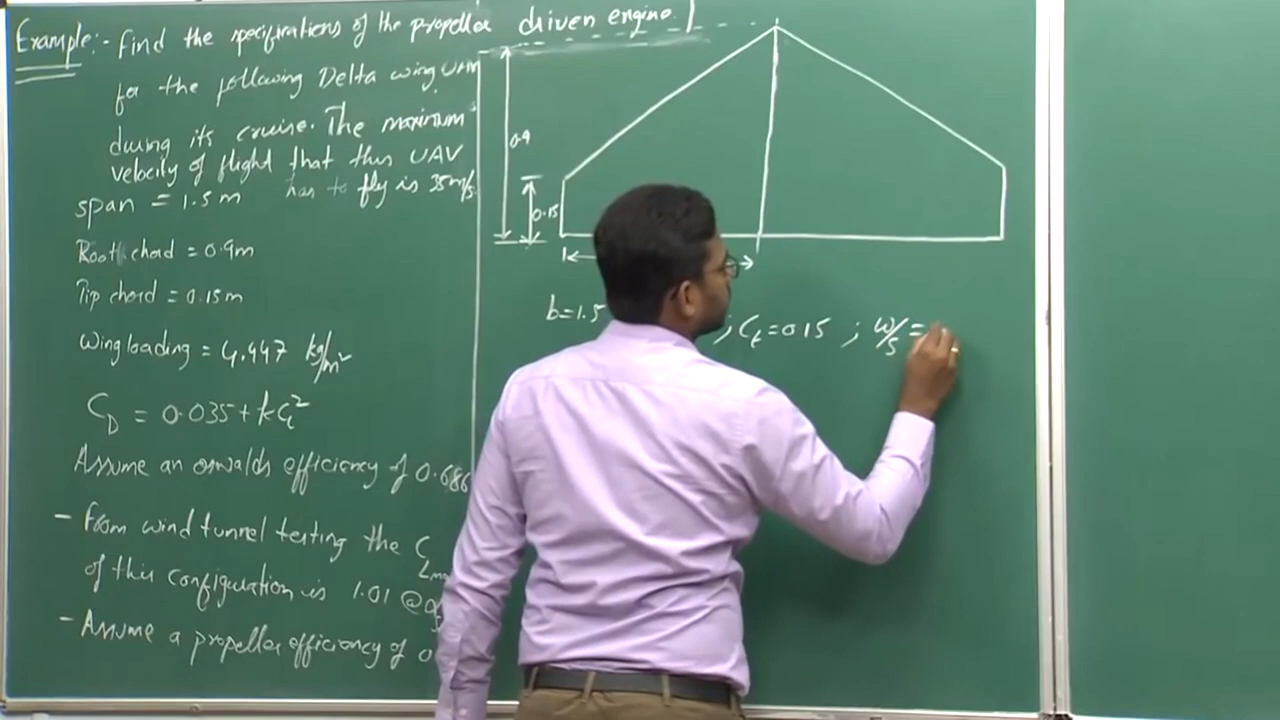 Example:- Find the specifications of the propeller driven engine
for the following Delta wing UAV
during its cruise. The maximum
velocity of flight that this UAV
has to fly is 35m/s.
span = 1.5 m
Root chord = 0.9m
Tip chord = 0.15m
Wing loading = 4.447 kg/m²
C_D = 0.035 + kC_L²
Assume an oswalds efficiency of 0.686
- From wind tunnel testing the C_L
of this configuration is 1.01 @
- Assume a propeller efficiency of
0.9
0.15
b=1.5
; C_t = 0.15 ; W/S =